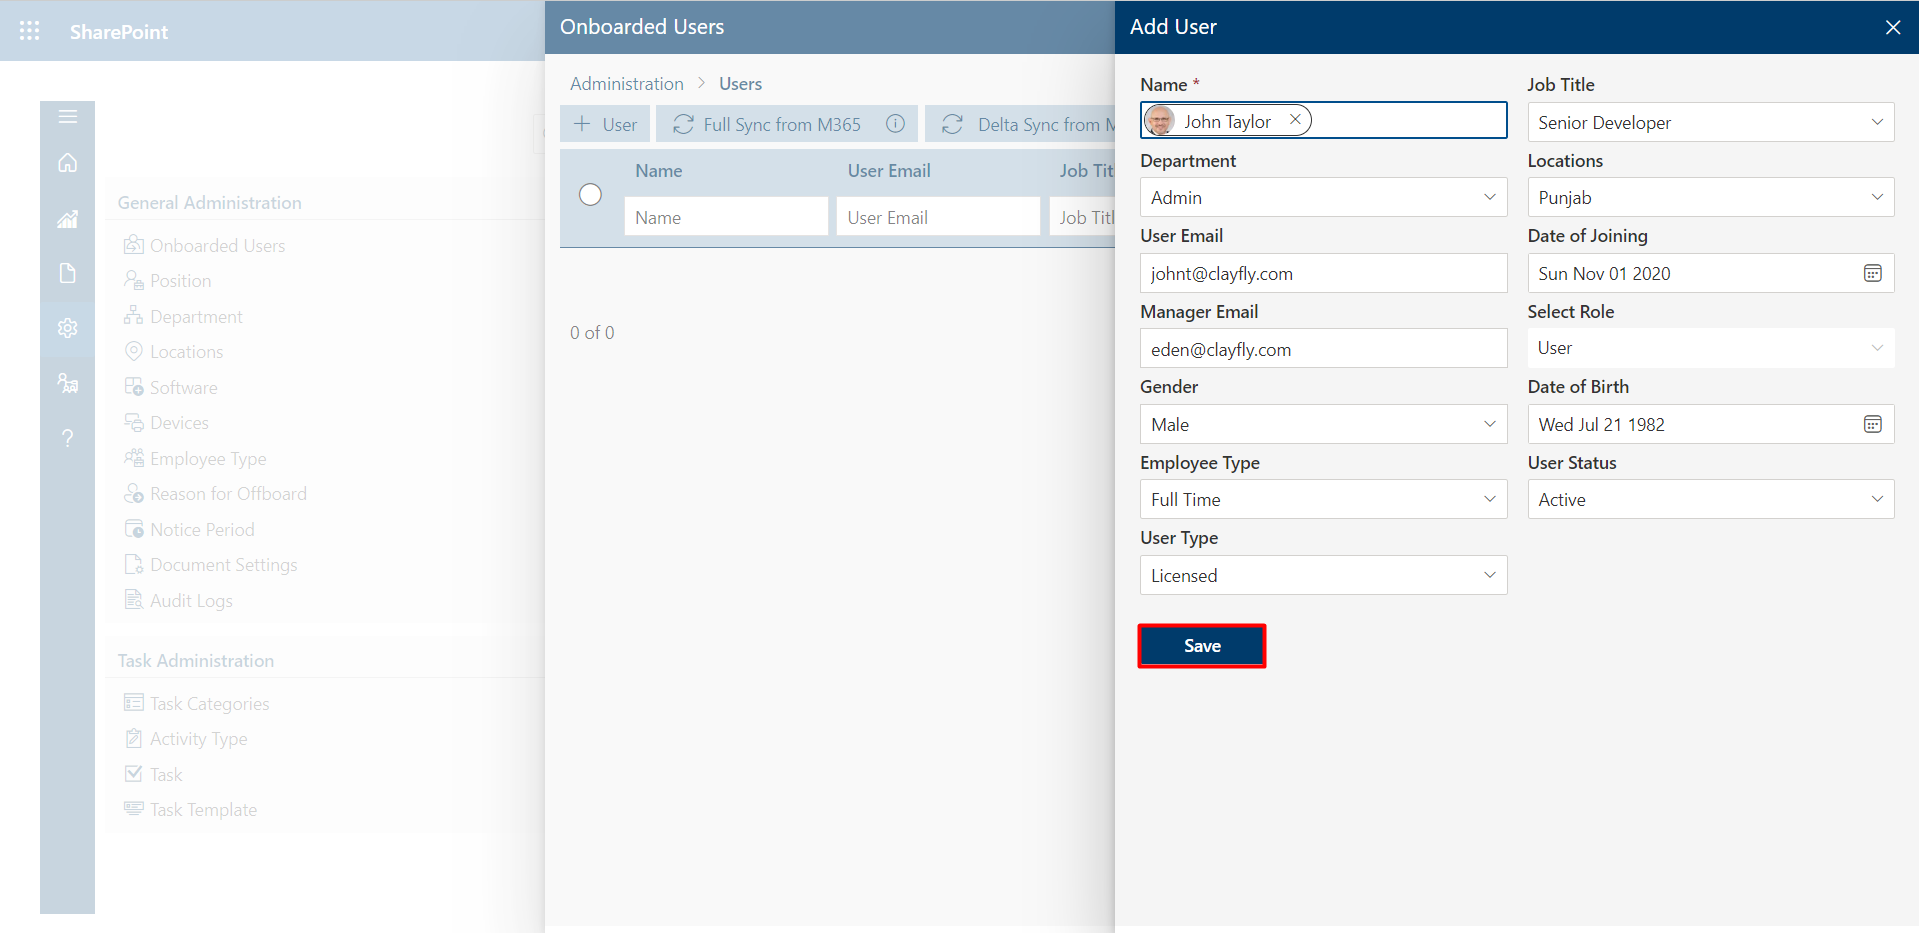 SharePoint
General Administration
Onboarded Users
Position
Department
Locations
Software
Devices
Employee Type
Reason for Offboard
Notice Period
Document Settings
Audit Logs
Task Administration
Task Categories
Activity Type
Task
Task Template
Onboarded Users
Administration > Users
+ User
Full Sync from M365
Delta Sync from M
Name
User Email
Job Tit
Name
User Email
Job Titl
0 of 0
Add User
Name *
John Taylor
Job Title
Senior Developer
Department
Admin
Locations
Punjab
User Email
johnt@clayfly.com
Date of Joining
Sun Nov 01 2020
Manager Email
eden@clayfly.com
Select Role
User
Gender
Male
Date of Birth
Wed Jul 21 1982
Employee Type
Full Time
User Status
Active
User Type
Licensed
Save